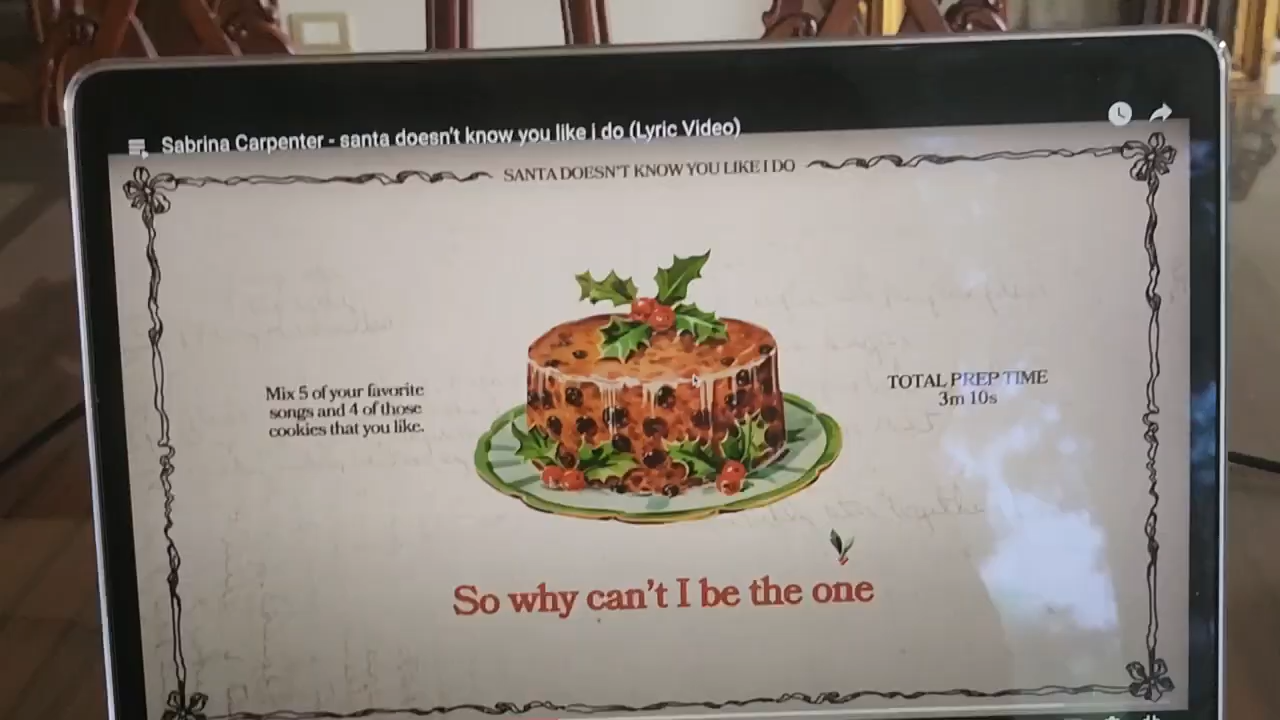 Sabrina Carpenter - santa doesn't know you like i do (Lyric Video)
SANTA DOESN'T KNOW YOU LIKE I DO
Mix 5 of your favorite
songs and 4 of those
cookies that you like.
TOTAL PREP TIME
3m 10s
So why can't I be the one